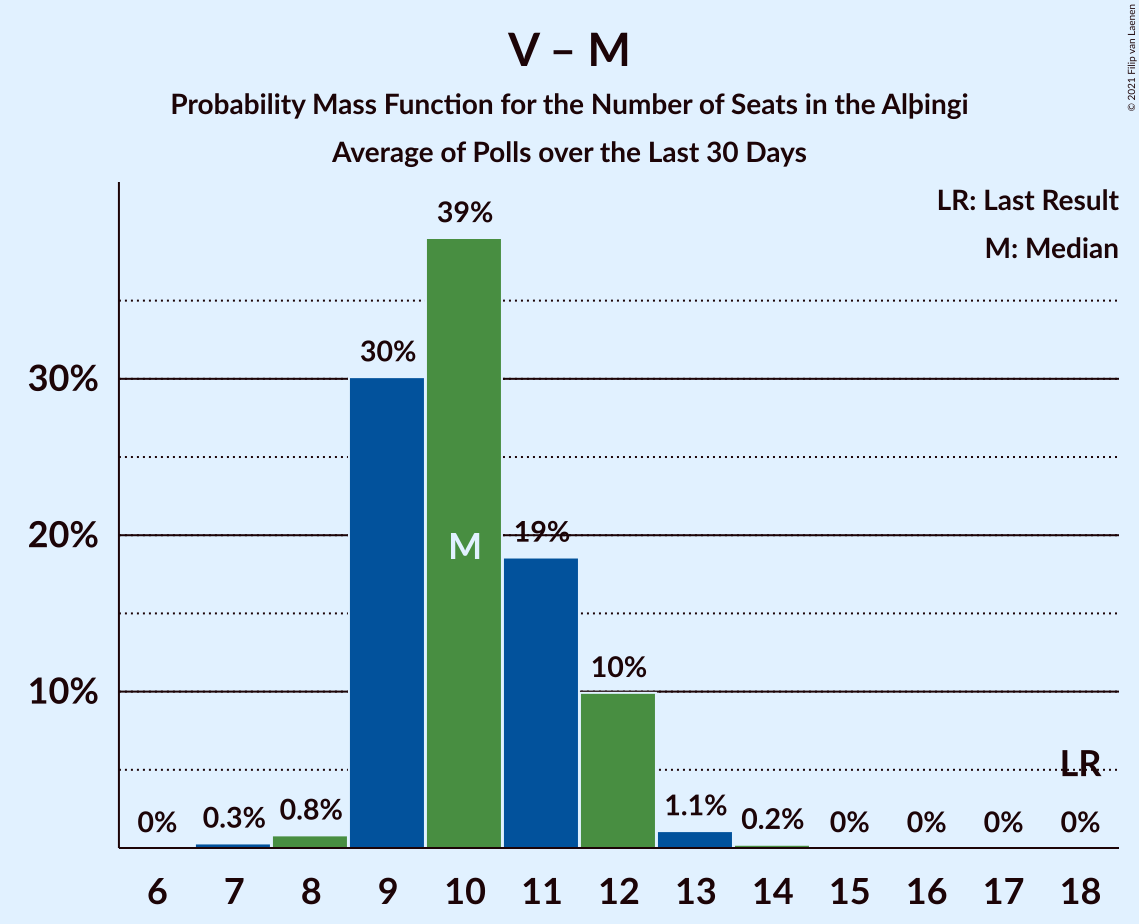 V – M
Probability Mass Function for the Number of Seats in the Alþingi
Average of Polls over the Last 30 Days
© 2021 Filip van Laenen
LR: Last Result
M: Median
39%
30%
30%
20%
M
19%
10%
10%
LR
0%
0.3%
0.8%
1.1%
0.2%
0%
0%
0%
0%
6 7 8 9 10 11 12 13 14 15 16 17 18